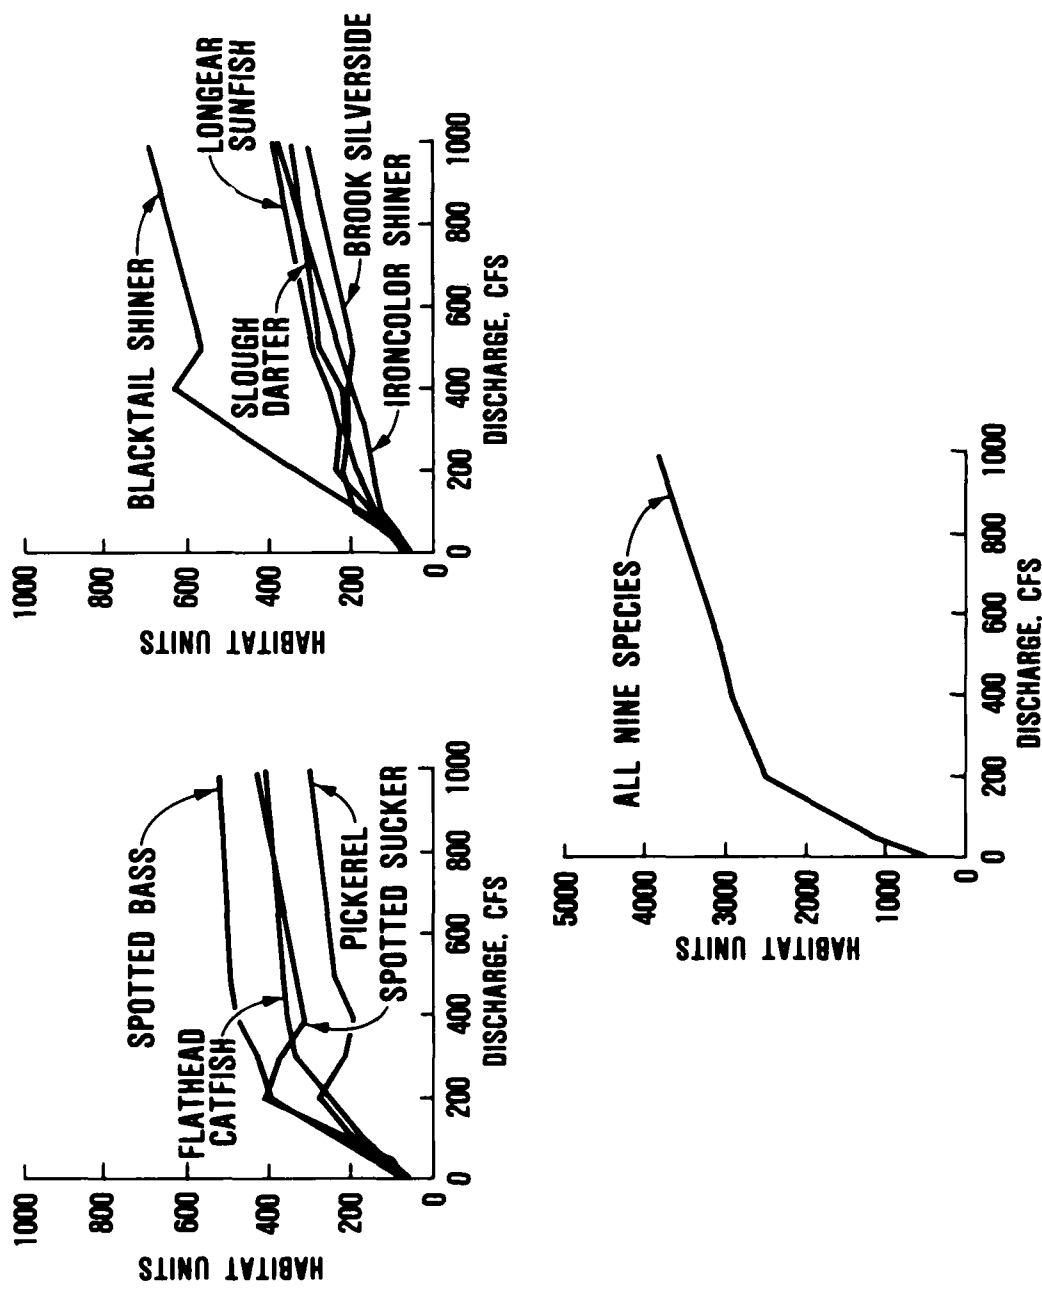 1000
800
600
400
200
0
HABITAT UNITS
SPOTTED BASS
FLATHEAD
CATFISH
PICKEREL
SPOTTED SUCKER
0 200 400 600 800 1000
DISCHARGE, CFS
1000
800
600
400
200
0
HABITAT UNITS
BLACKTAIL SHINER
LONGEAR
SUNFISH
SLOUGH
DARTER
BROOK SILVERSIDE
IRONCOLOR SHINER
0 200 400 600 800 1000
DISCHARGE, CFS
5000
4000
3000
2000
1000
0
HABITAT UNITS
ALL NINE SPECIES
0 200 400 600 800 1000
DISCHARGE, CFS